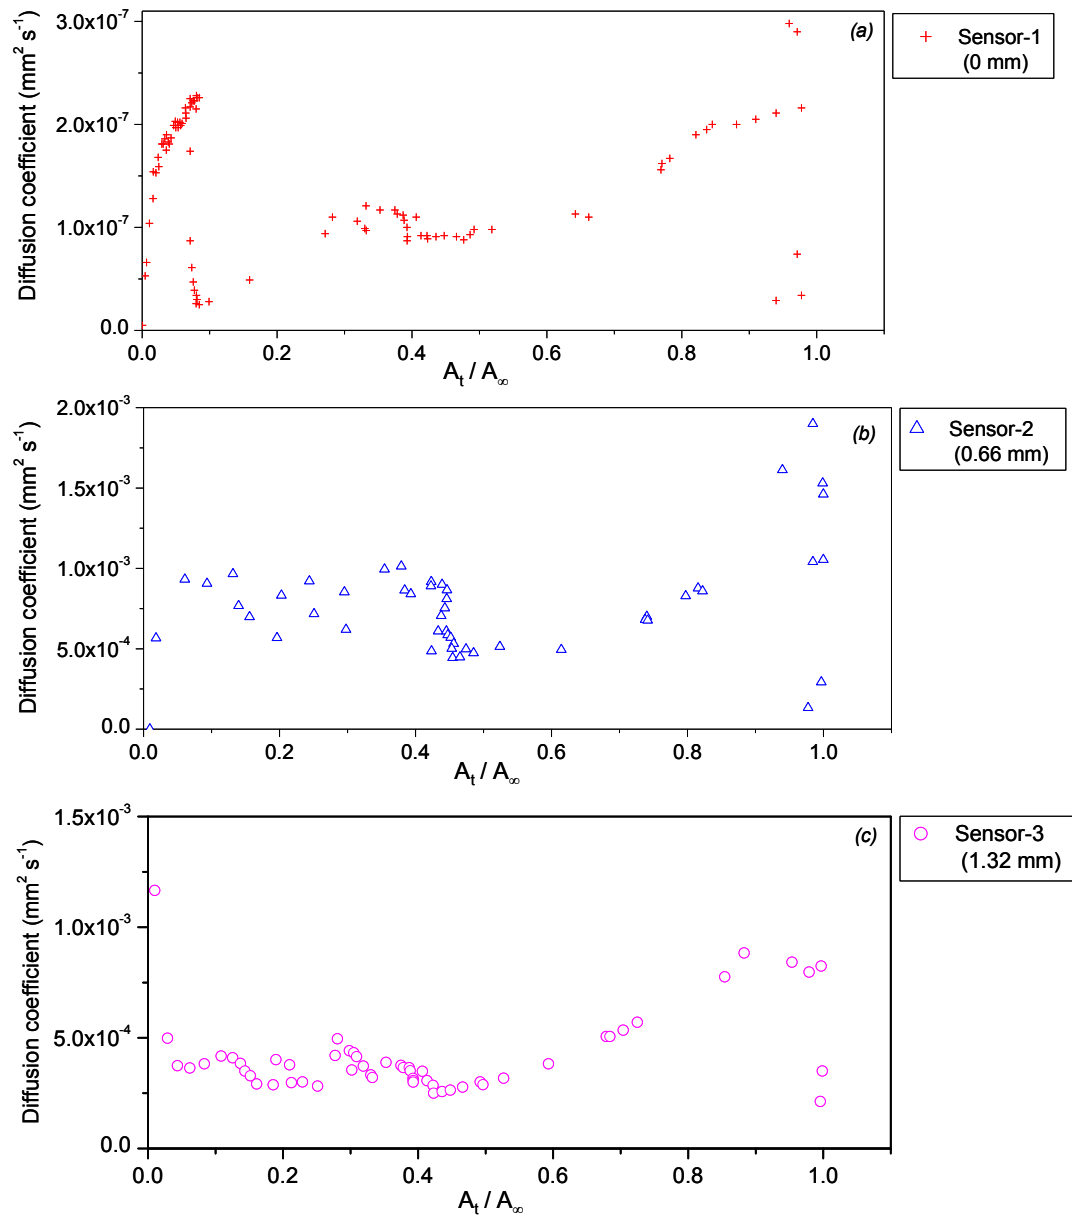 (a)
Sensor-1
(0 mm)
Diffusion coefficient (mm² s⁻¹)
3.0x10⁻⁷
2.0x10⁻⁷
1.0x10⁻⁷
0.0
0.0 0.2 0.4 0.6 0.8 1.0
Aₜ / A∞
(b)
Sensor-2
(0.66 mm)
Diffusion coefficient (mm² s⁻¹)
2.0x10⁻³
1.5x10⁻³
1.0x10⁻³
5.0x10⁻⁴
0.0
0.0 0.2 0.4 0.6 0.8 1.0
Aₜ / A∞
(c)
Sensor-3
(1.32 mm)
Diffusion coefficient (mm² s⁻¹)
1.5x10⁻³
1.0x10⁻³
5.0x10⁻⁴
0.0
0.0 0.2 0.4 0.6 0.8 1.0
Aₜ / A∞